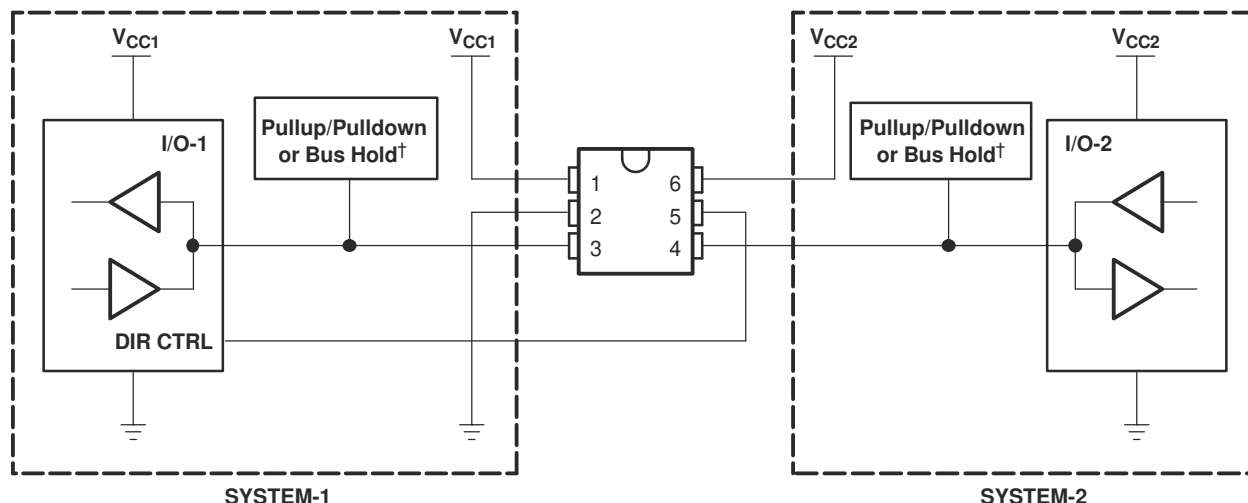 VCC1
VCC1
VCC2
VCC2
I/O-1
Pullup/Pulldown
or Bus Hold†
Pullup/Pulldown
or Bus Hold†
I/O-2
1
6
2
5
3
4
DIR CTRL
SYSTEM-1
SYSTEM-2